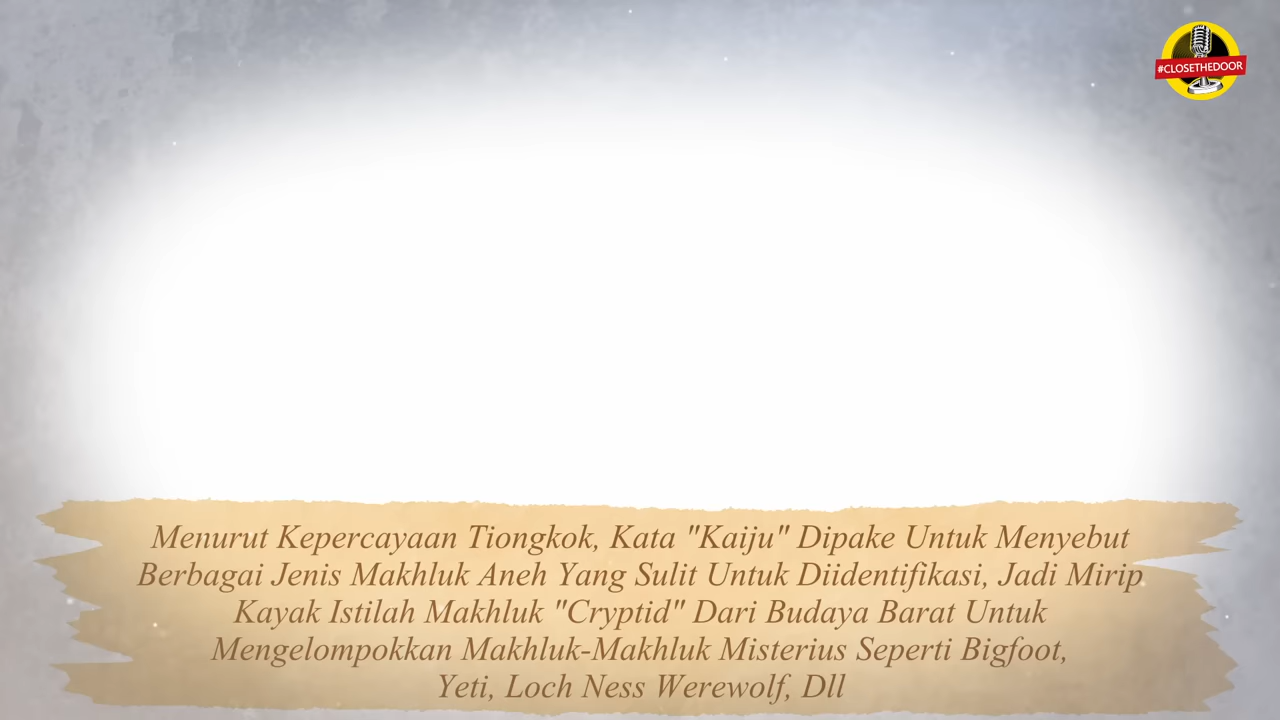 #CLOSETHEDOOR
Menurut Kepercayaan Tiongkok, Kata "Kaiju" Dipake Untuk Menyebut
Berbagai Jenis Makhluk Aneh Yang Sulit Untuk Diidentifikasi, Jadi Mirip
Kayak Istilah Makhluk "Cryptid" Dari Budaya Barat Untuk
Mengelompokkan Makhluk-Makhluk Misterius Seperti Bigfoot,
Yeti, Loch Ness Werewolf, Dll